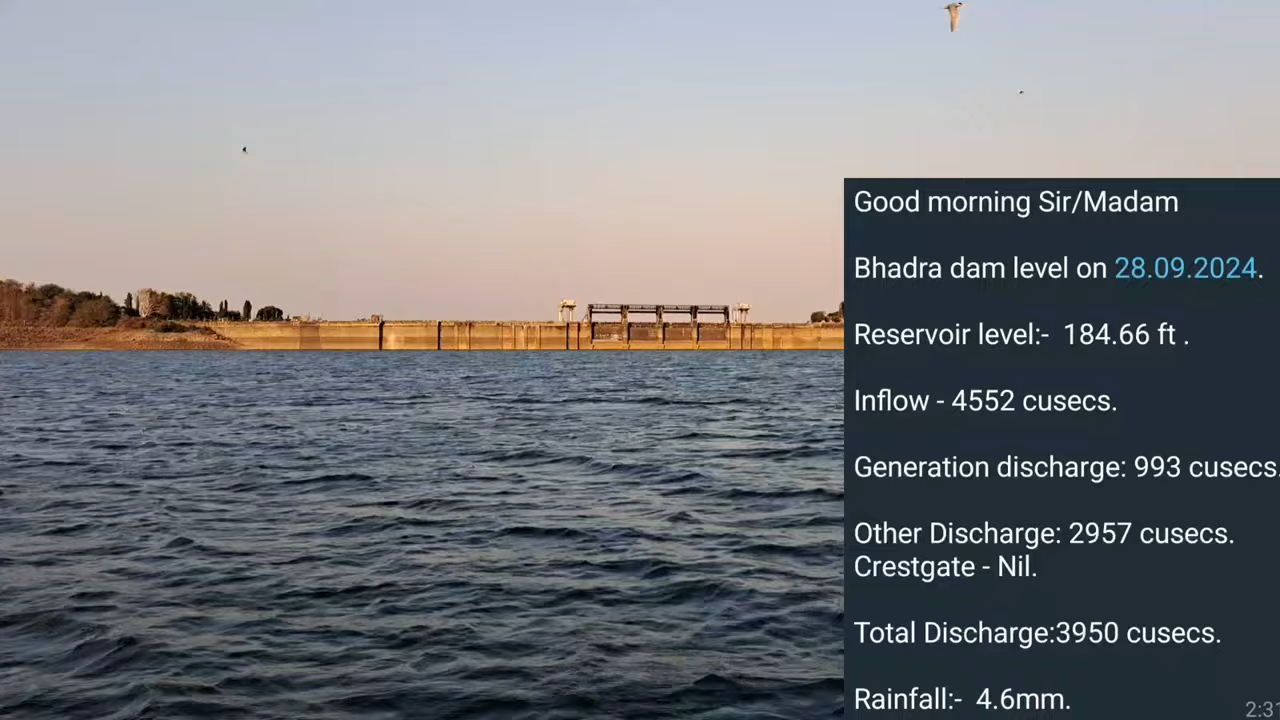 Good morning Sir/Madam
Bhadra dam level on 28.09.2024.
Reservoir level:-  184.66 ft .
Inflow - 4552 cusecs.
Generation discharge: 993 cusecs.
Other Discharge: 2957 cusecs.
Crestgate - Nil.
Total Discharge:3950 cusecs.
Rainfall:-  4.6mm.